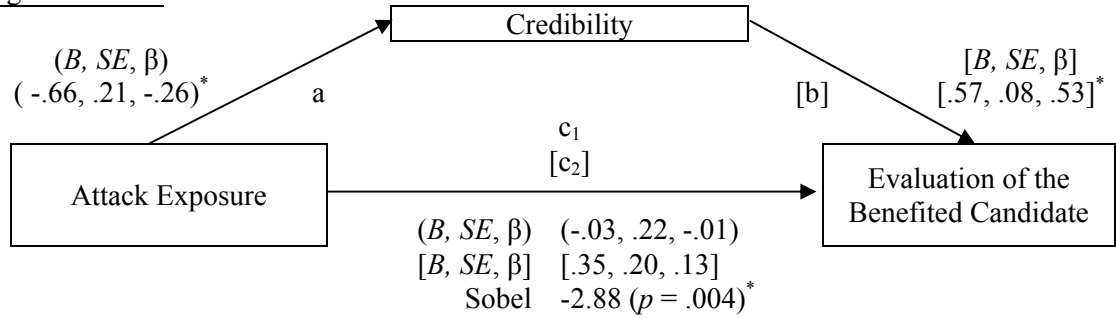 Credibility
(B, SE, β)
( -.66, .21, -.26)*
a
[b]
[B, SE, β]
[.57, .08, .53]*
c₁
[c₂]
Attack Exposure
Evaluation of the
Benefited Candidate
(B, SE, β) (-.03, .22, -.01)
[B, SE, β] [.35, .20, .13]
Sobel -2.88 (p = .004)*